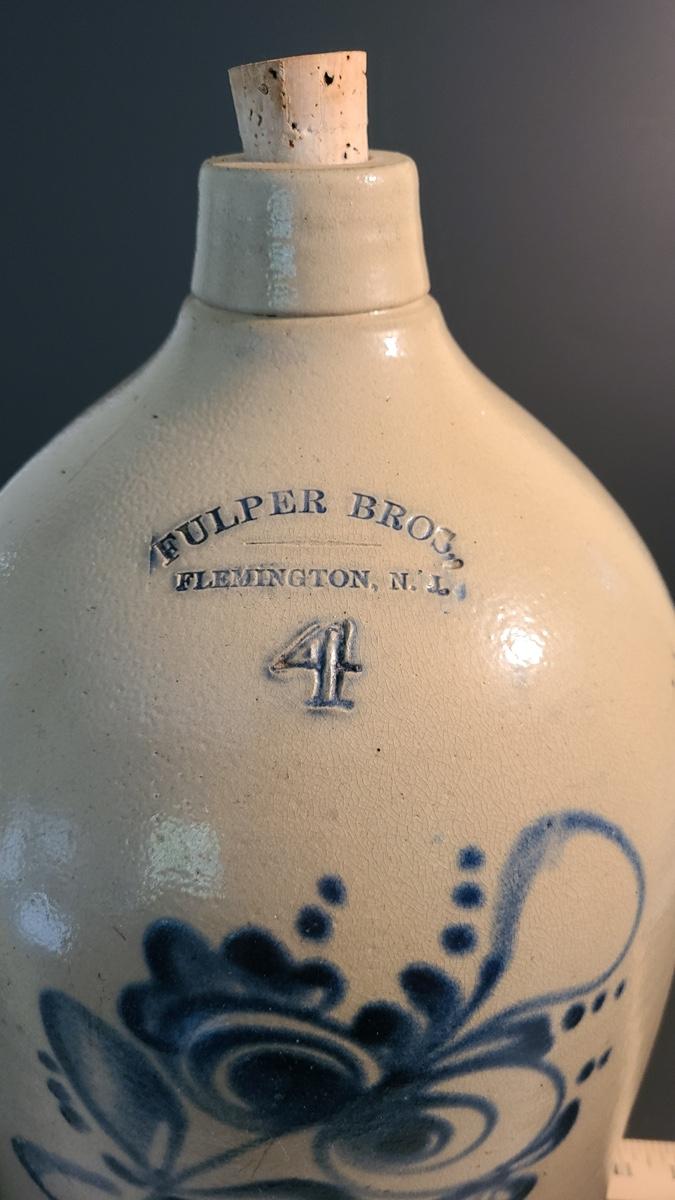 FULPER BROS.
FLEMINGTON, N. J.
4